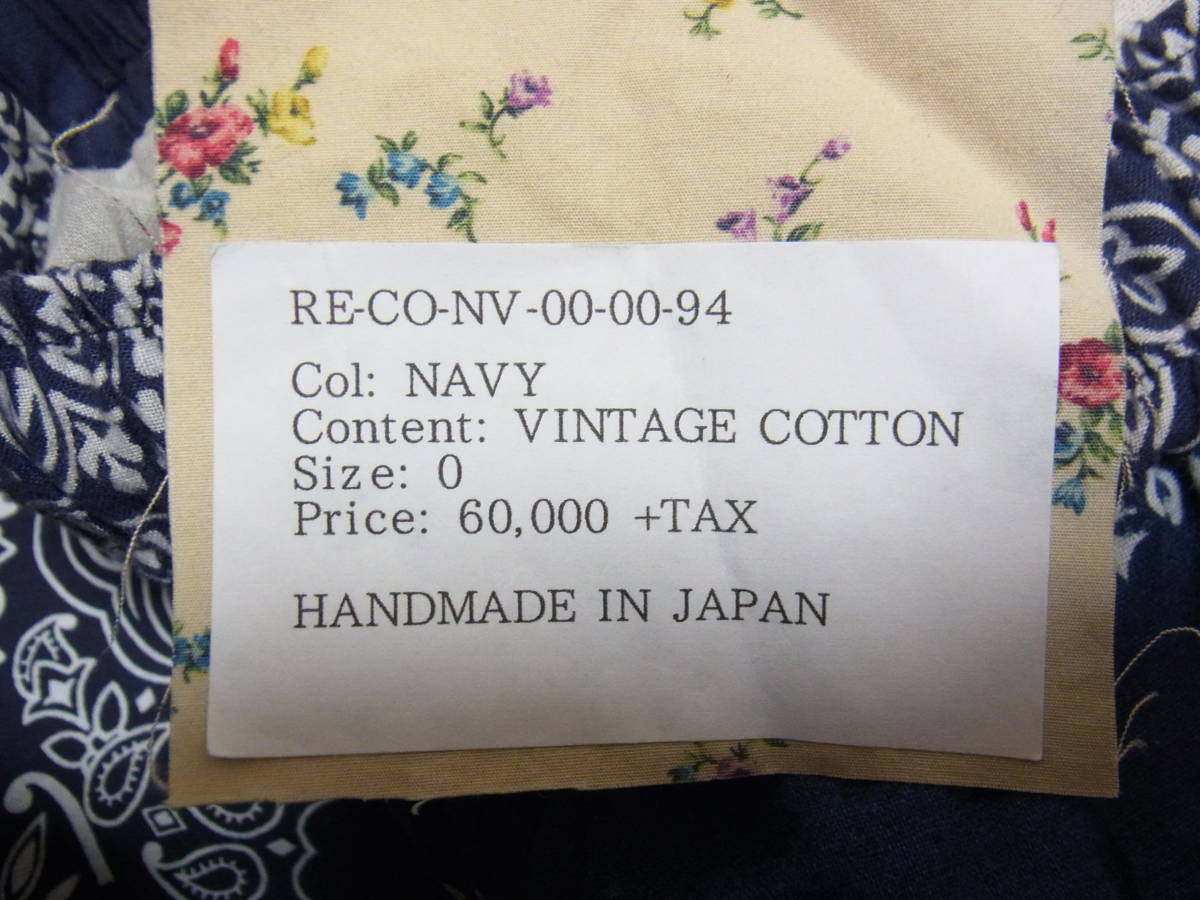 RE-CO-NV-00-00-94
Col: NAVY
Content: VINTAGE COTTON
Size: 0
Price: 60,000 +TAX
HANDMADE IN JAPAN